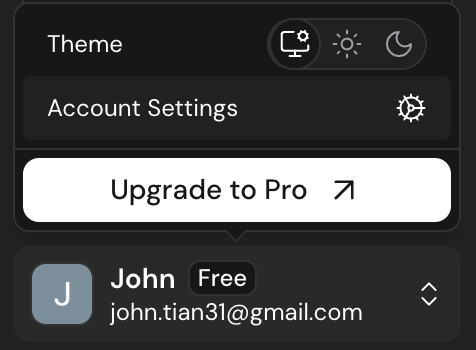 Theme
Account Settings
Upgrade to Pro
J
John Free
john.tian31@gmail.com